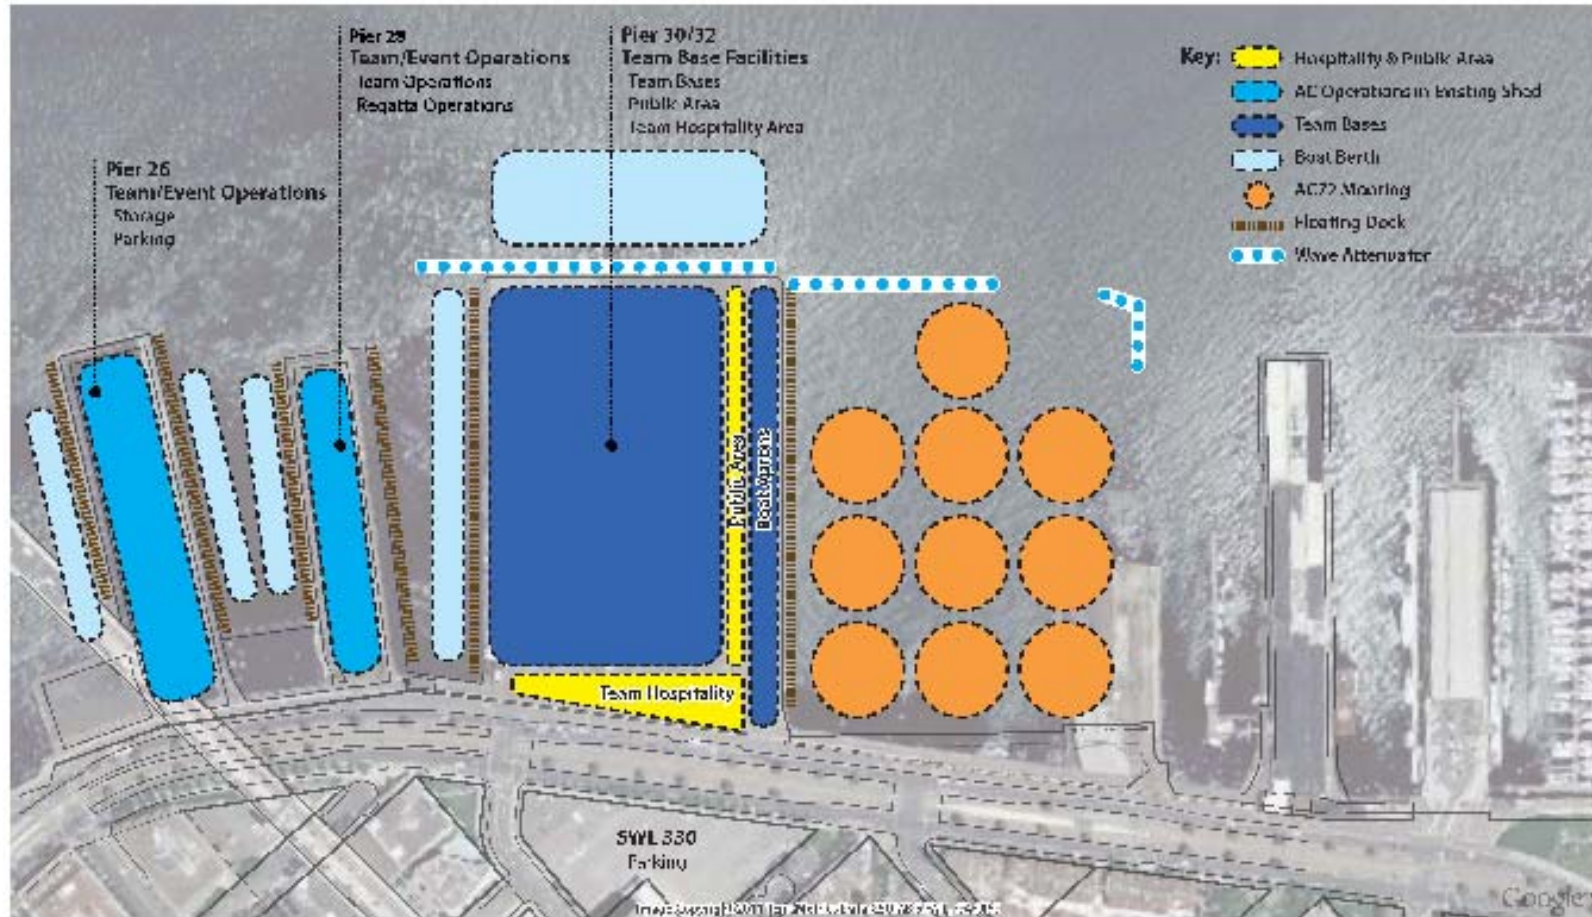 Pier 26
Team/Event Operations
Storage
Parking
Pier 28
Team/Event Operations
Team Operations
Regatta Operations
Pier 30/32
Team Base Facilities
Team Bases
Public Area
Team Hospitality Area
Key:
Hospitality & Public Area
AC Operations in Existing Shed
Team Bases
Boat Berth
AC72 Mooring
Floating Dock
Wave Attenuator
Public Area
Boat Aprons
Team Hospitality
SWL 330
Parking
Google